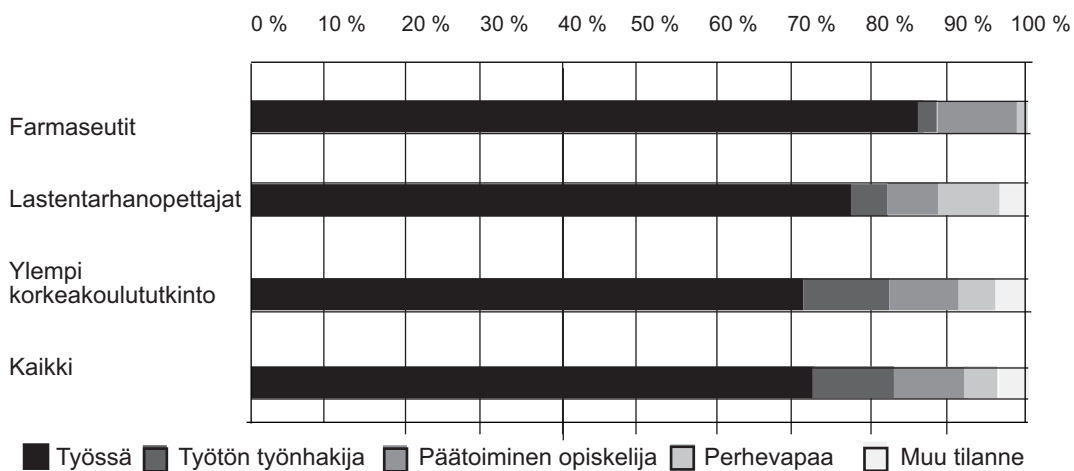 0 % 10 % 20 % 30 % 40 % 50 % 60 % 70 % 80 % 90 % 100 %
Farmaseutit
Lastentarhanopettajat
Ylempi
korkeakoulututkinto
Kaikki
Työssä Työtön työnhakija Päätoiminen opiskelija Perhevapaa Muu tilanne